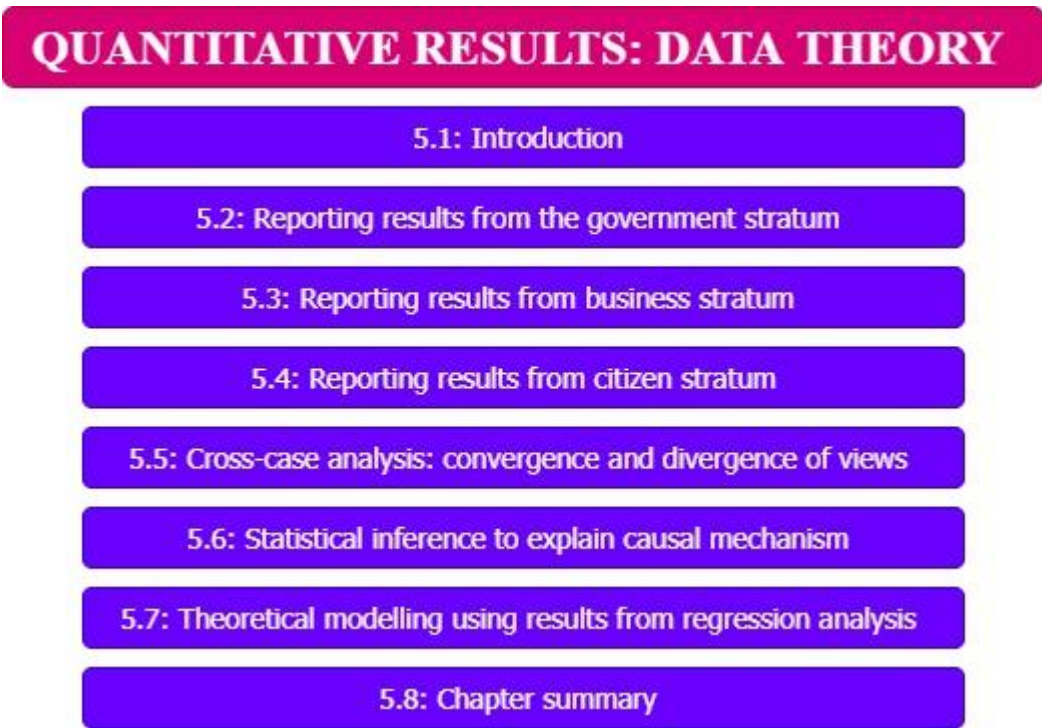 QUANTITATIVE RESULTS: DATA THEORY
5.1: Introduction
5.2: Reporting results from the government stratum
5.3: Reporting results from business stratum
5.4: Reporting results from citizen stratum
5.5: Cross-case analysis: convergence and divergence of views
5.6: Statistical inference to explain causal mechanism
5.7: Theoretical modelling using results from regression analysis
5.8: Chapter summary